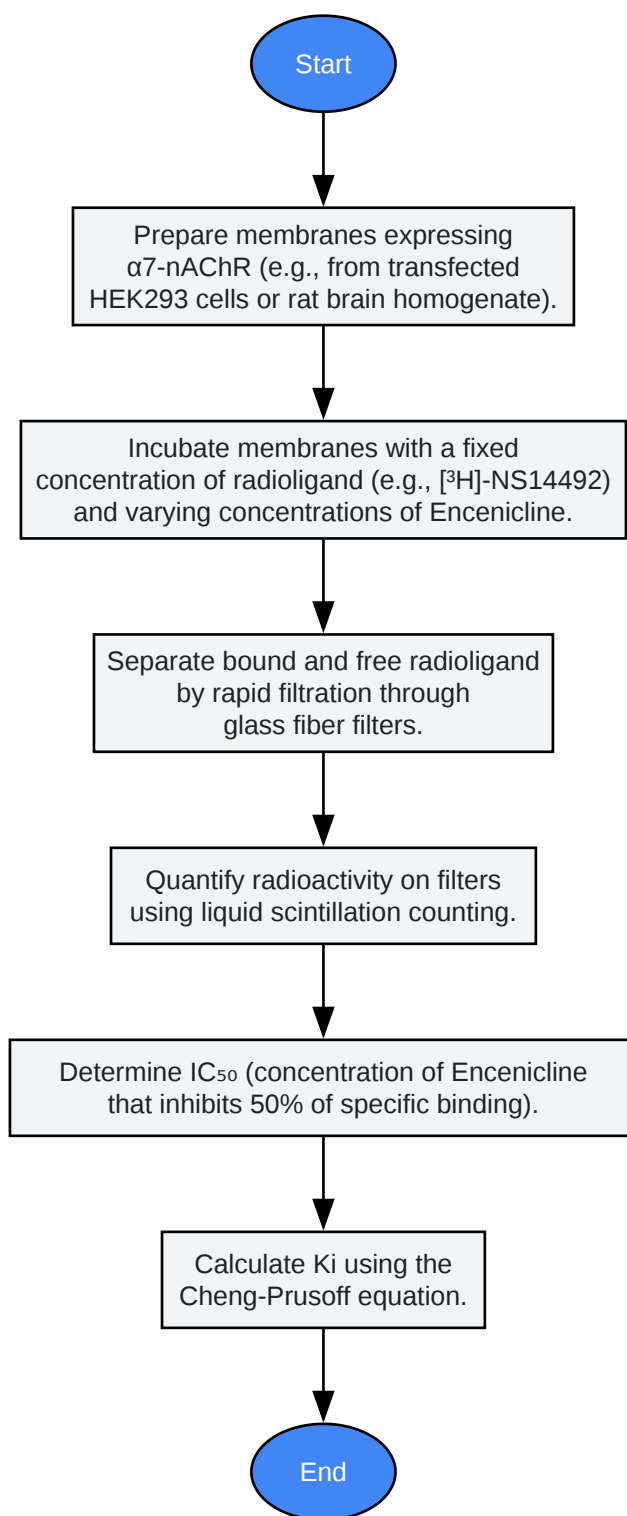 Start
Prepare membranes expressing
α7-nAChR (e.g., from transfected
HEK293 cells or rat brain homogenate).
Incubate membranes with a fixed
concentration of radioligand (e.g., [³H]-NS14492)
and varying concentrations of Encenicline.
Separate bound and free radioligand
by rapid filtration through
glass fiber filters.
Quantify radioactivity on filters
using liquid scintillation counting.
Determine IC₅₀ (concentration of Encenicline
that inhibits 50% of specific binding).
Calculate Ki using the
Cheng-Prusoff equation.
End